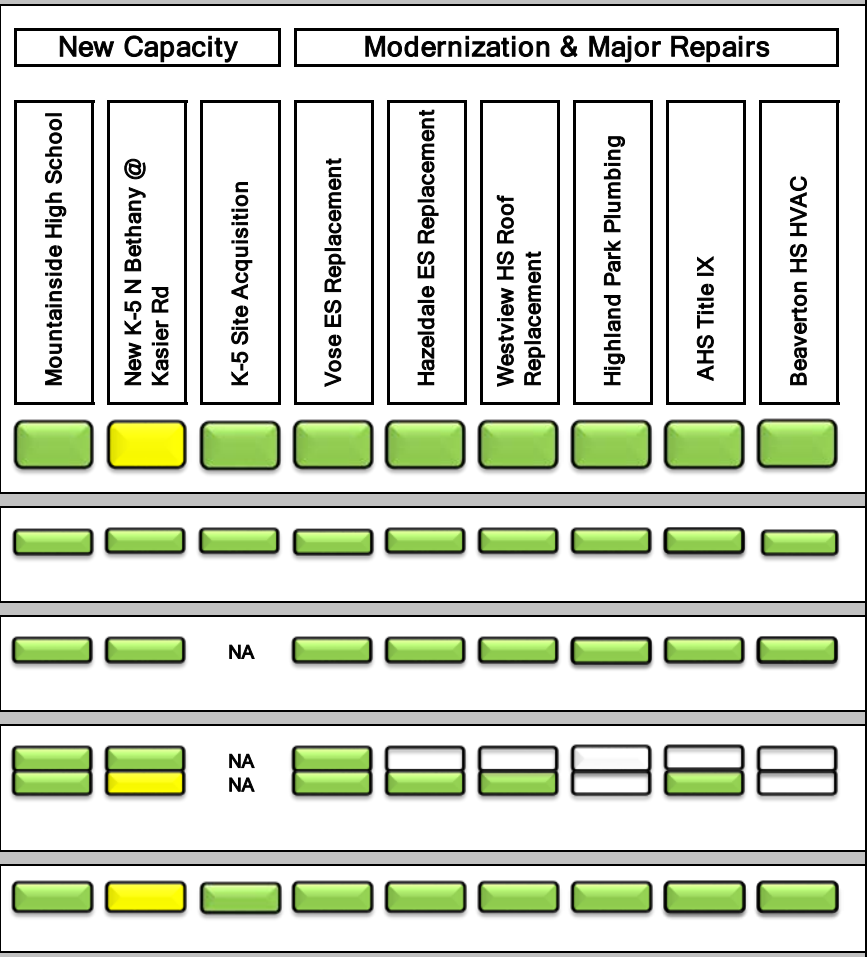 New Capacity
Modernization & Major Repairs
Mountainside High School
New K-5 N Bethany @
Kasier Rd
K-5 Site Acquisition
Vose ES Replacement
Hazeldale ES Replacement
Westview HS Roof
Replacement
Highland Park Plumbing
AHS Title IX
Beaverton HS HVAC
NA
NA
NA